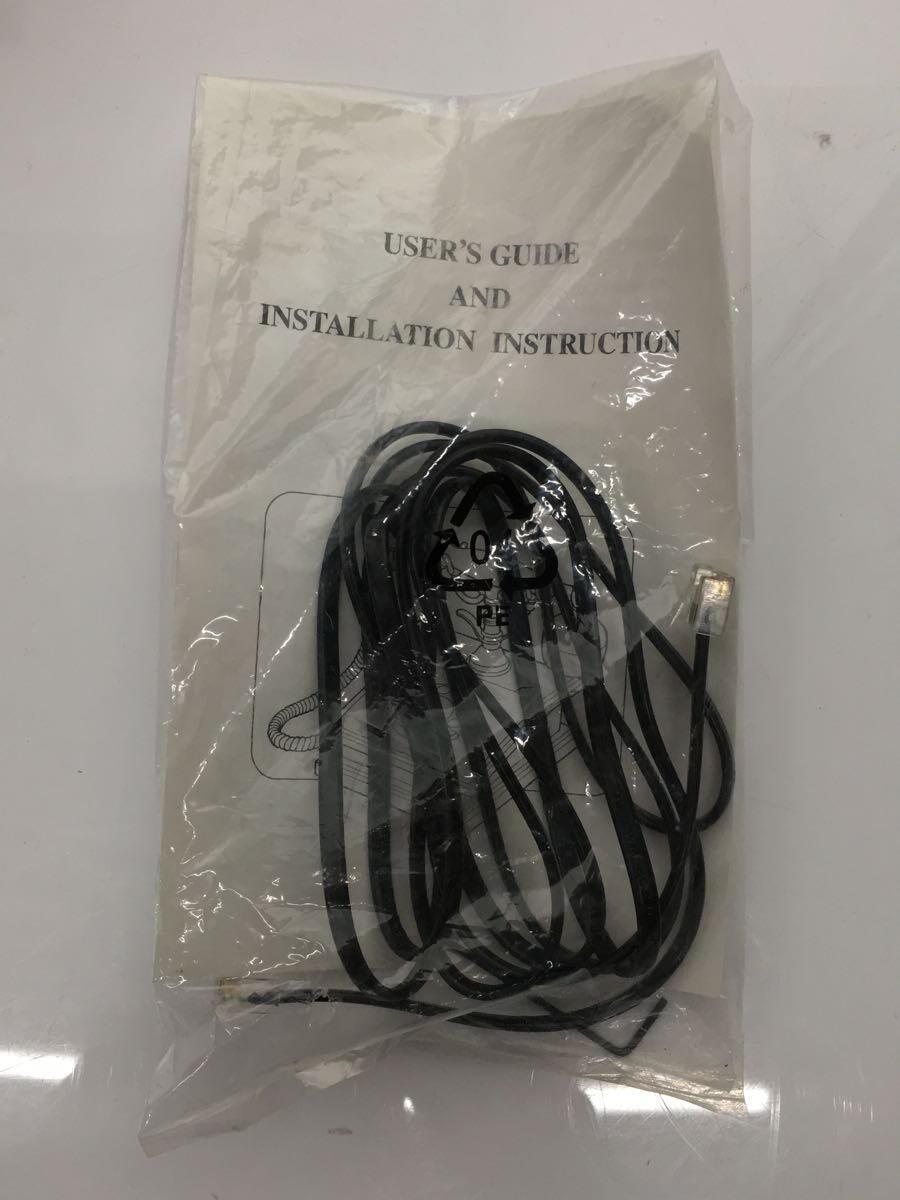 USER'S GUIDE
AND
INSTALLATION INSTRUCTION
PE